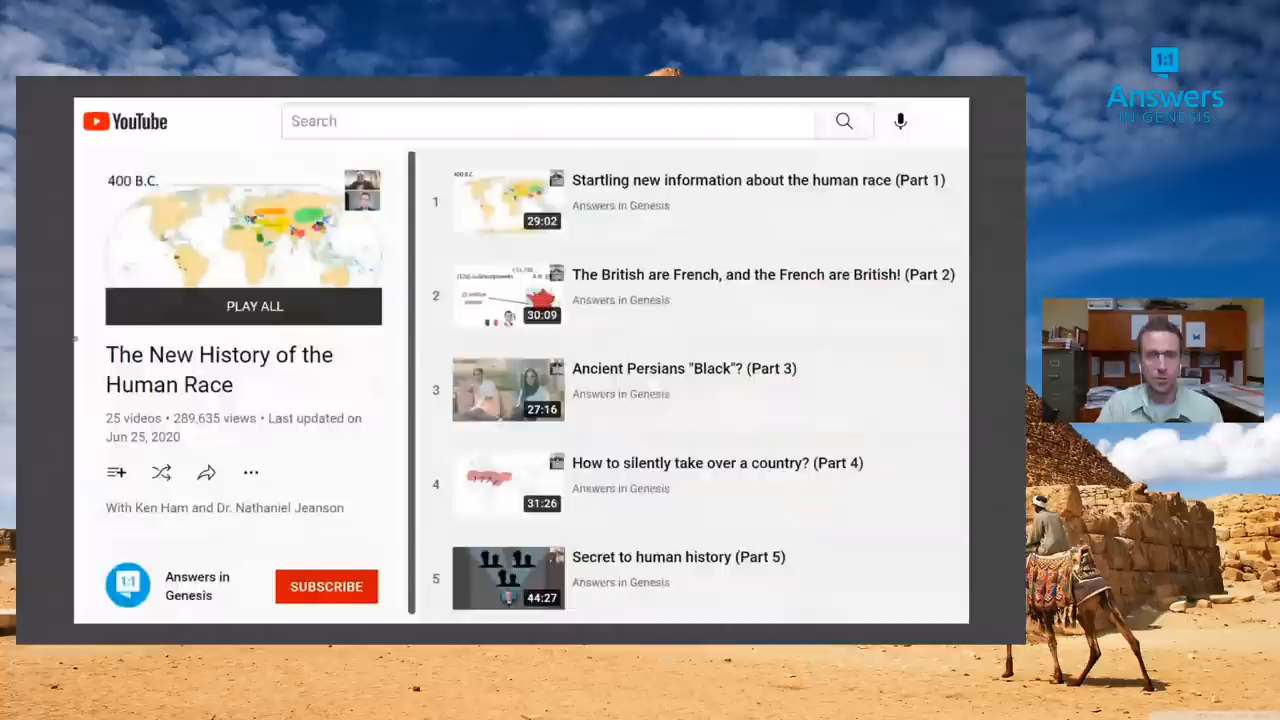 1:1
Answers
IN GENESIS
YouTube
Search
400 B.C.
PLAY ALL
The New History of the
Human Race
25 videos • 289,635 views • Last updated on
Jun 25, 2020
With Ken Ham and Dr. Nathaniel Jeanson
1:1
Answers in
Genesis
SUBSCRIBE
1
400 B.C.
29:02
Startling new information about the human race (Part 1)
Answers in Genesis
2
30:09
The British are French, and the French are British! (Part 2)
Answers in Genesis
3
27:16
Ancient Persians "Black"? (Part 3)
Answers in Genesis
4
31:26
How to silently take over a country? (Part 4)
Answers in Genesis
5
44:27
Secret to human history (Part 5)
Answers in Genesis